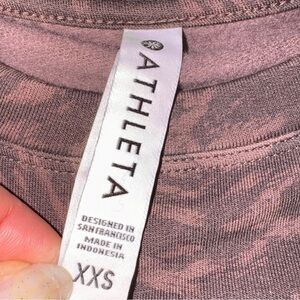 ATHLETA
DESIGNED IN
SAN FRANCISCO
MADE IN
INDONESIA
XXS